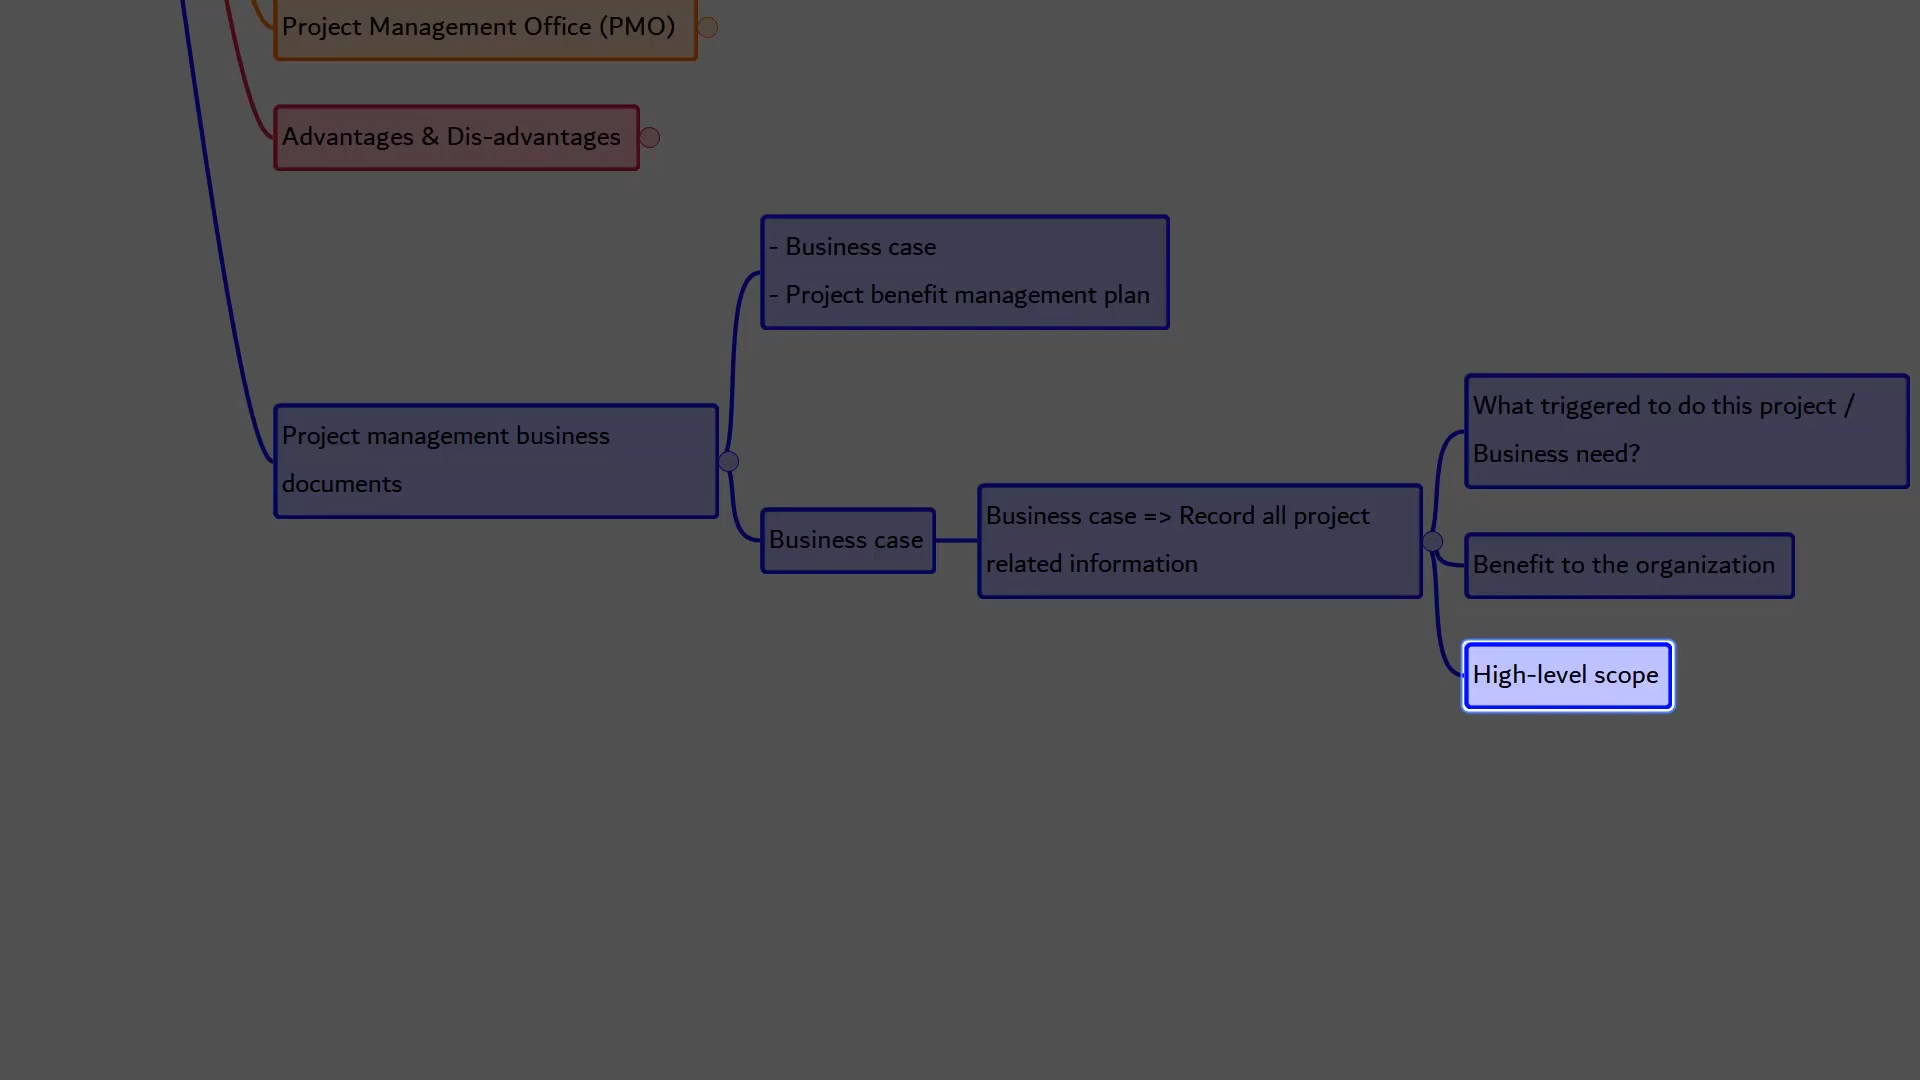 Project Management Office (PMO)
Advantages & Dis-advantages
- Business case
- Project benefit management plan
Project management business
documents
Business case
Business case => Record all project
related information
What triggered to do this project /
Business need?
Benefit to the organization
High-level scope